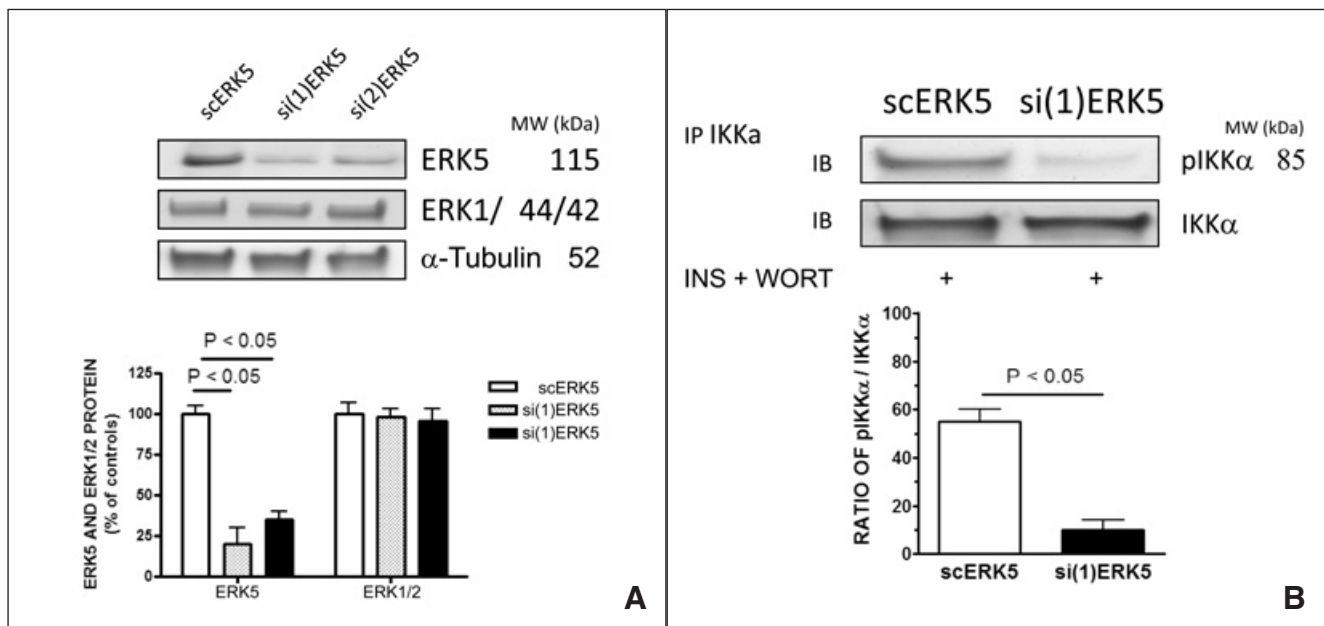 scERK5 si(1)ERK5 si(2)ERK5
MW (kDa)
ERK5 115
ERK1/ 44/42
α-Tubulin 52
P < 0.05
P < 0.05
ERK5 AND ERK1/2 PROTEIN
(% of controls)
125
100
75
50
25
0
ERK5 ERK1/2
scERK5
si(1)ERK5
si(1)ERK5
A
scERK5 si(1)ERK5
IP IKKa
MW (kDa)
IB pIKKα 85
IB IKKα
INS + WORT + +
RATIO OF pIKKα / IKKα
100
80
60
40
20
0
P < 0.05
scERK5 si(1)ERK5
B